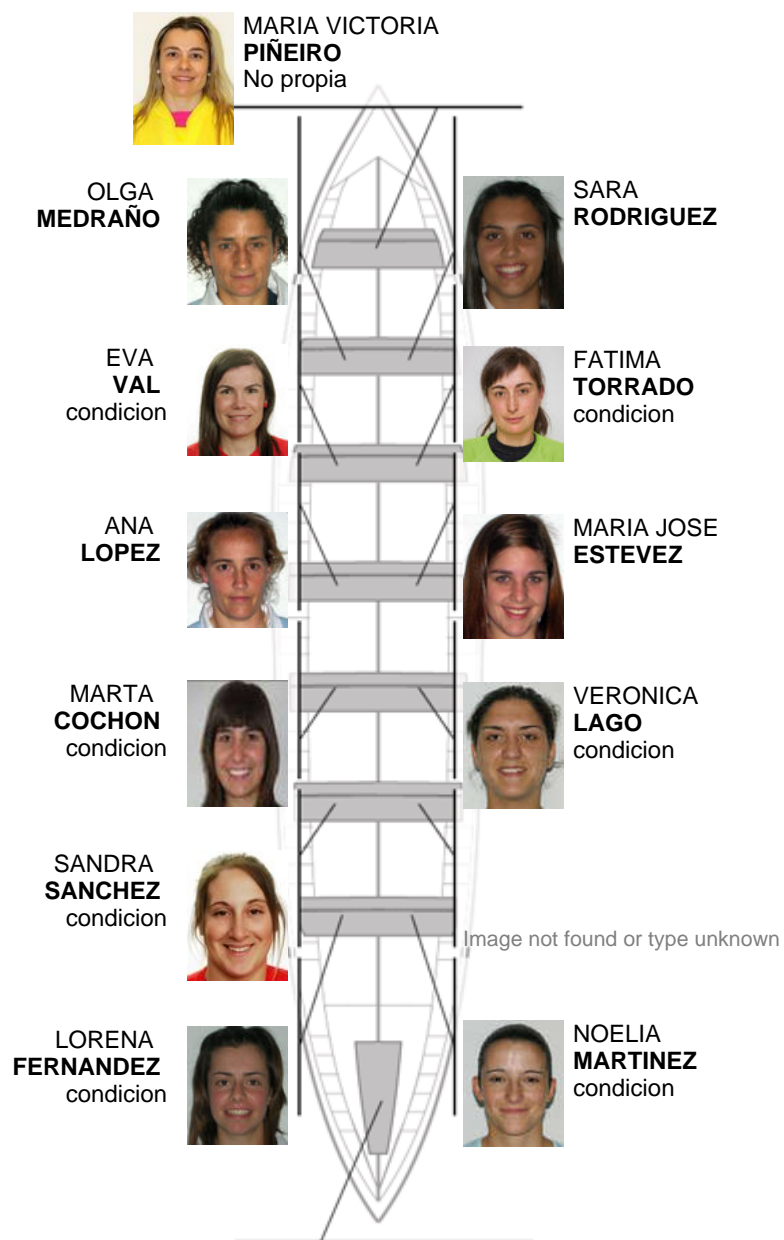 MARIA VICTORIA
PIÑEIRO
No propia
OLGA
MEDRAÑO
SARA
RODRIGUEZ
EVA
VAL
condicion
FATIMA
TORRADO
condicion
ANA
LOPEZ
MARIA JOSE
ESTEVEZ
MARTA
COCHON
condicion
VERONICA
LAGO
condicion
SANDRA
SANCHEZ
condicion
Image not found or type unknown
LORENA
FERNANDEZ
condicion
NOELIA
MARTINEZ
condicion